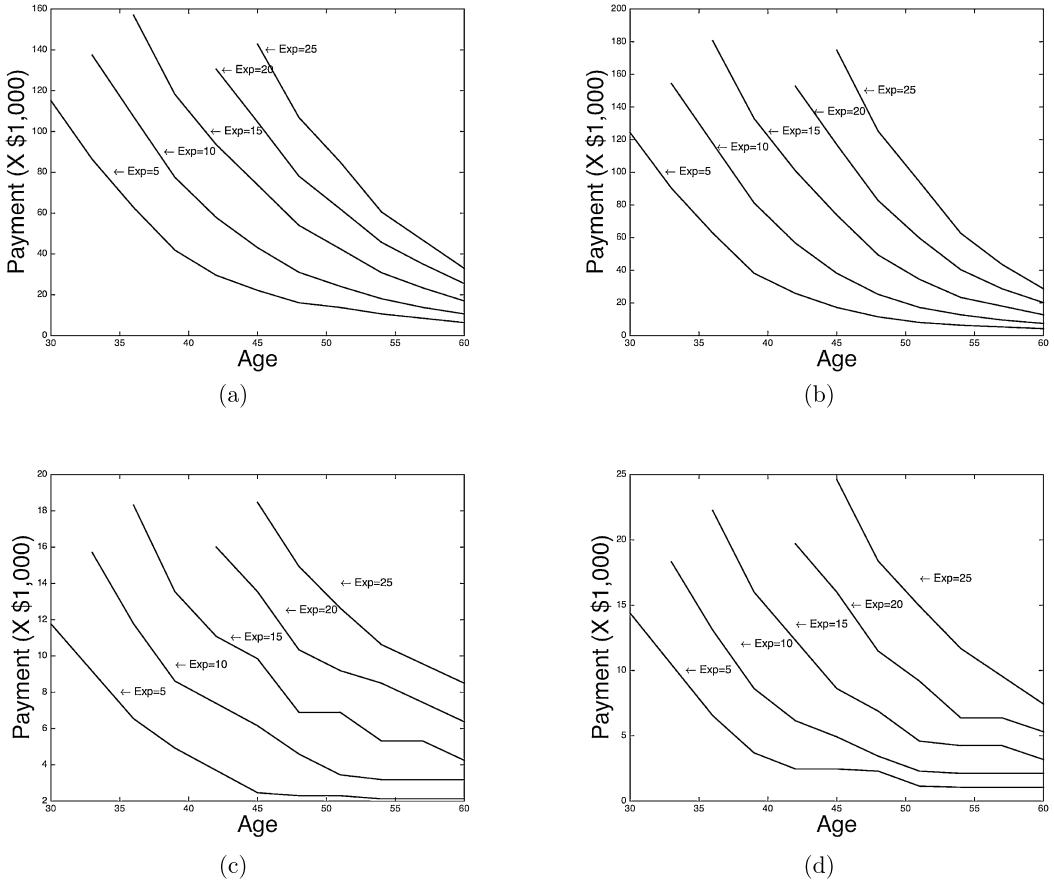 160
140
120
100
80
60
40
20
0
Payment (X $1,000)
← Exp=25
← Exp=20
← Exp=15
← Exp=10
← Exp=5
30 35 40 45 50 55 60
Age
(a)
200
180
160
140
120
100
80
60
40
20
0
Payment (X $1,000)
← Exp=25
← Exp=20
← Exp=15
← Exp=10
← Exp=5
30 35 40 45 50 55 60
Age
(b)
20
18
16
14
12
10
8
6
4
2
Payment (X $1,000)
← Exp=25
← Exp=20
← Exp=15
← Exp=10
← Exp=5
30 35 40 45 50 55 60
Age
(c)
25
20
15
10
5
0
Payment (X $1,000)
← Exp=25
← Exp=20
← Exp=15
← Exp=10
← Exp=5
30 35 40 45 50 55 60
Age
(d)